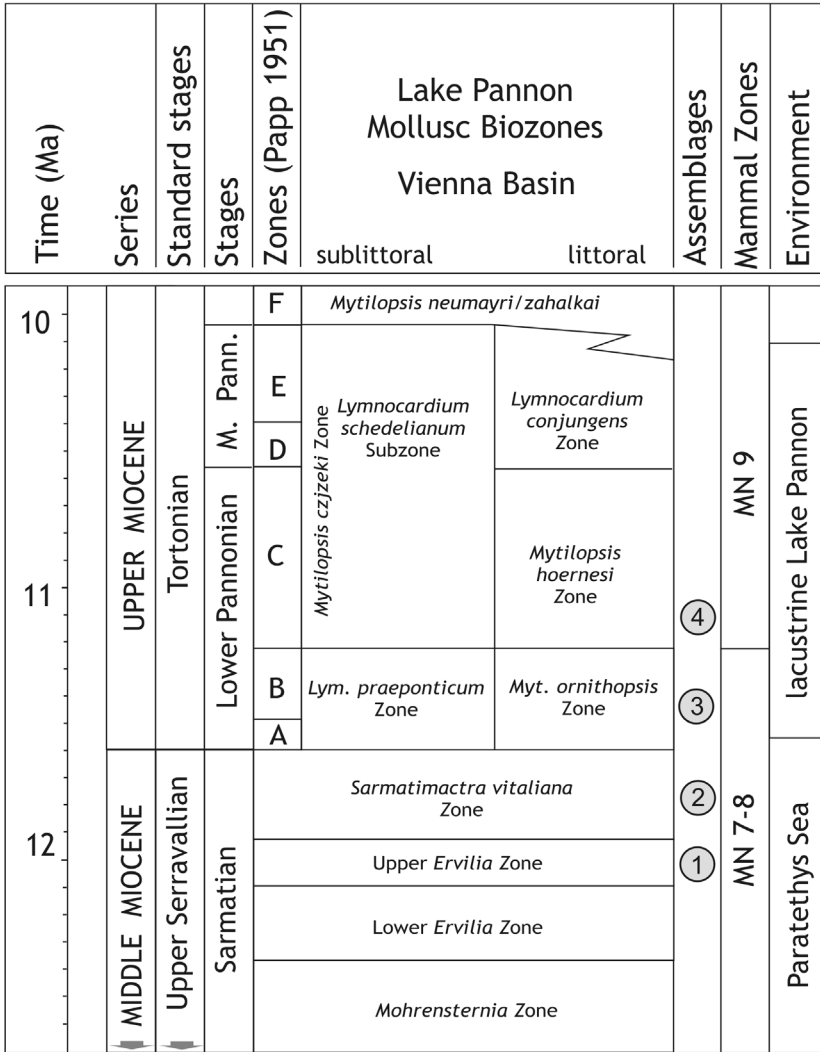 Time (Ma)
Series
Standard stages
Stages
Zones (Papp 1951)
Lake Pannon
Mollusc Biozones
Vienna Basin
sublittoral
littoral
Assemblages
Mammal Zones
Environment
10
11
12
UPPER MIOCENE
MIDDLE MIOCENE
Tortonian
Upper Serravallian
M. Pann.
Lower Pannonian
Sarmatian
F
E
D
C
B
A
Mytilopsis neumayri/zahalkai
Mytilopsis czjzeki Zone
Lymnocardium
schedelianum
Subzone
Lymnocardium
conjungens
Zone
Mytilopsis
hoernesi
Zone
Lym. praeponticum
Zone
Myt. ornithopsis
Zone
Sarmatimactra vitaliana
Zone
Upper Ervilia Zone
Lower Ervilia Zone
Mohrensternia Zone
4
3
2
1
MN 9
MN 7-8
lacustrine Lake Pannon
Paratethys Sea